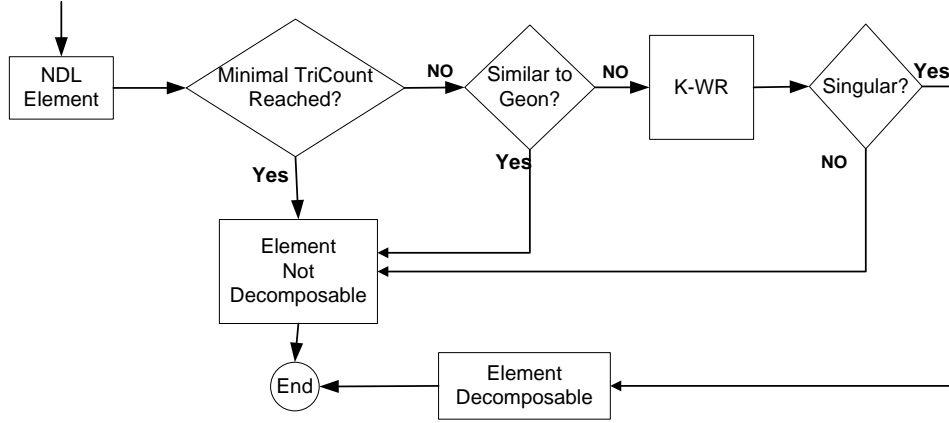 NDL
Element
Minimal TriCount
Reached?
NO
Similar to
Geon?
NO
K-WR
Singular?
Yes
Yes
Yes
NO
Element
Not
Decomposable
End
Element
Decomposable